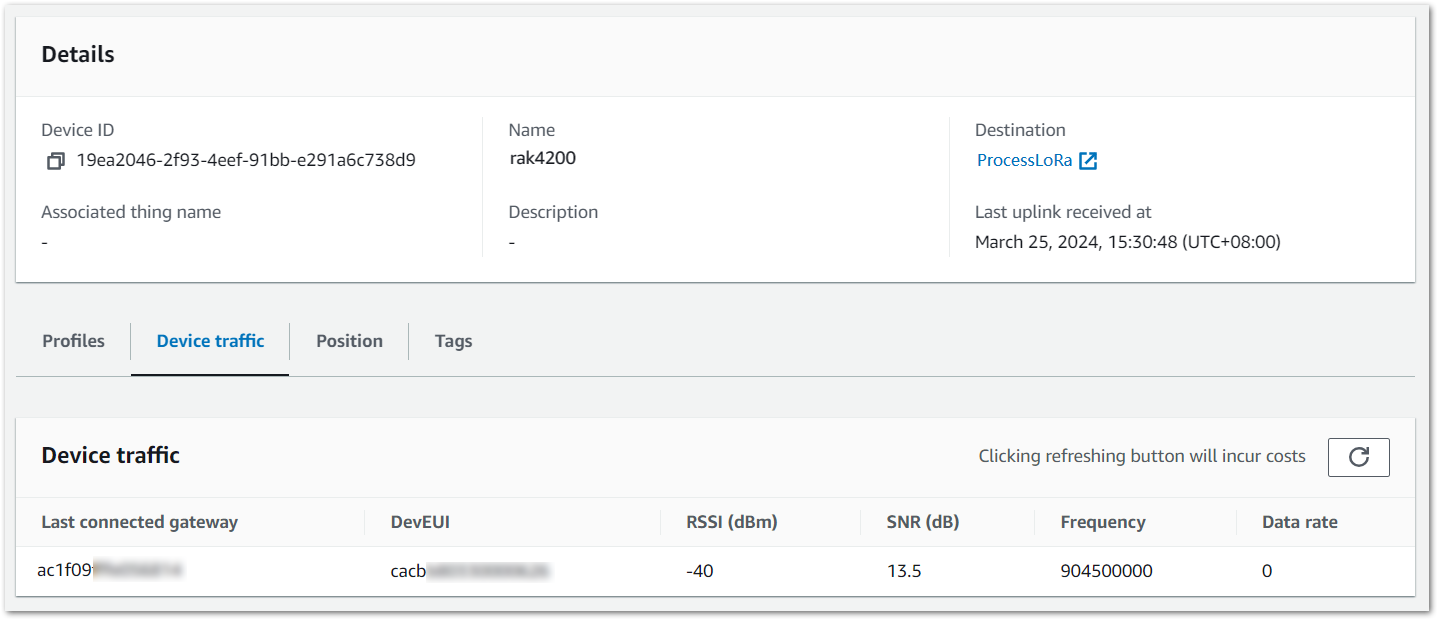 Details
Device ID
19ea2046-2f93-4eef-91bb-e291a6c738d9
Name
rak4200
Destination
ProcessLoRa
Associated thing name
-
Description
-
Last uplink received at
March 25, 2024, 15:30:48 (UTC+08:00)
Profiles Device traffic Position Tags
Device traffic
Clicking refreshing button will incur costs
Last connected gateway DevEUI RSSI (dBm) SNR (dB) Frequency Data rate
ac1f09 cacb -40 13.5 904500000 0